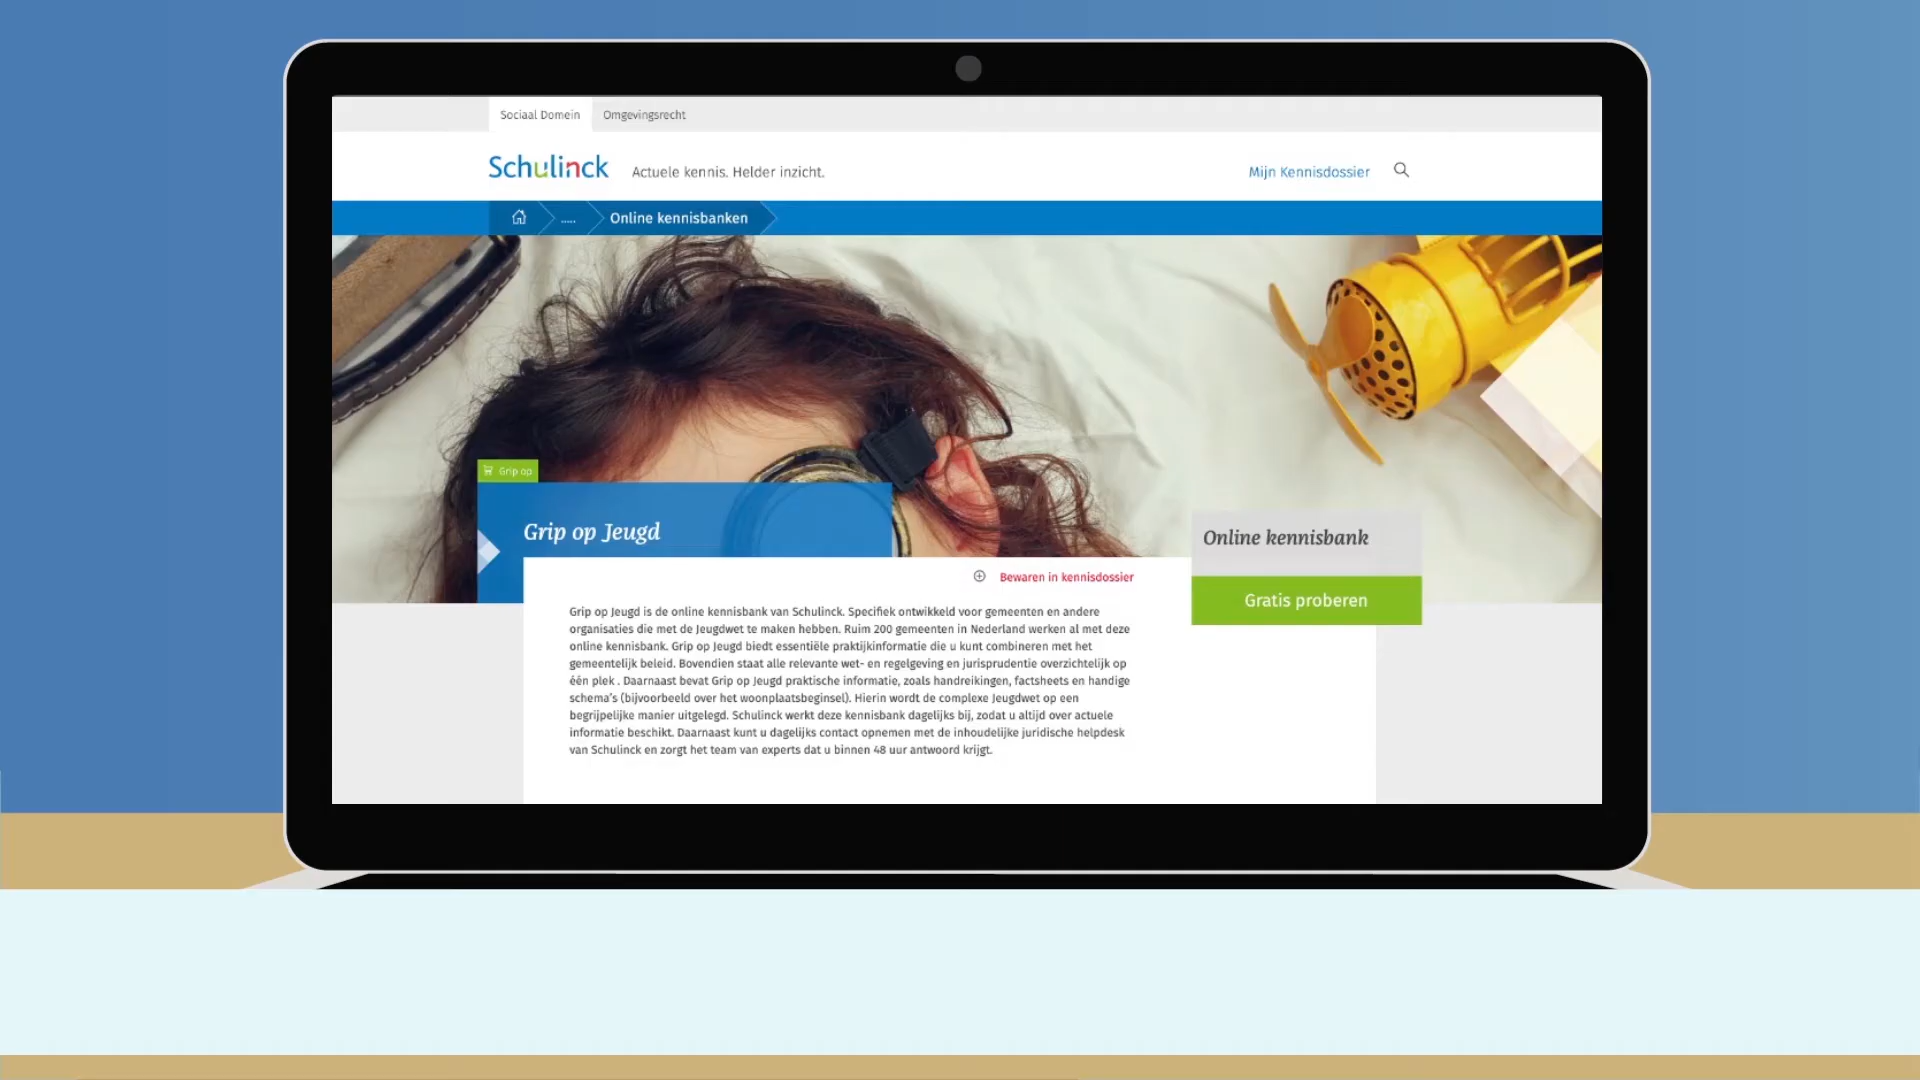 Sociaal Domein Omgevingsrecht
Schulinck Actuele kennis. Helder inzicht. Mijn Kennisdossier
..... Online kennisbanken
Grip op
Grip op Jeugd
Online kennisbank
Bewaren in kennisdossier
Gratis proberen
Grip op Jeugd is de online kennisbank van Schulinck. Specifiek ontwikkeld voor gemeenten en andere
organisaties die met de Jeugdwet te maken hebben. Ruim 200 gemeenten in Nederland werken al met deze
online kennisbank. Grip op Jeugd biedt essentiële praktijkinformatie die u kunt combineren met het
gemeentelijk beleid. Bovendien staat alle relevante wet- en regelgeving en jurisprudentie overzichtelijk op
één plek . Daarnaast bevat Grip op Jeugd praktische informatie, zoals handreikingen, factsheets en handige
schema's (bijvoorbeeld over het woonplaatsbeginsel). Hierin wordt de complexe Jeugdwet op een
begrijpelijke manier uitgelegd. Schulinck werkt deze kennisbank dagelijks bij, zodat u altijd over actuele
informatie beschikt. Daarnaast kunt u dagelijks contact opnemen met de inhoudelijke juridische helpdesk
van Schulinck en zorgt het team van experts dat u binnen 48 uur antwoord krijgt.